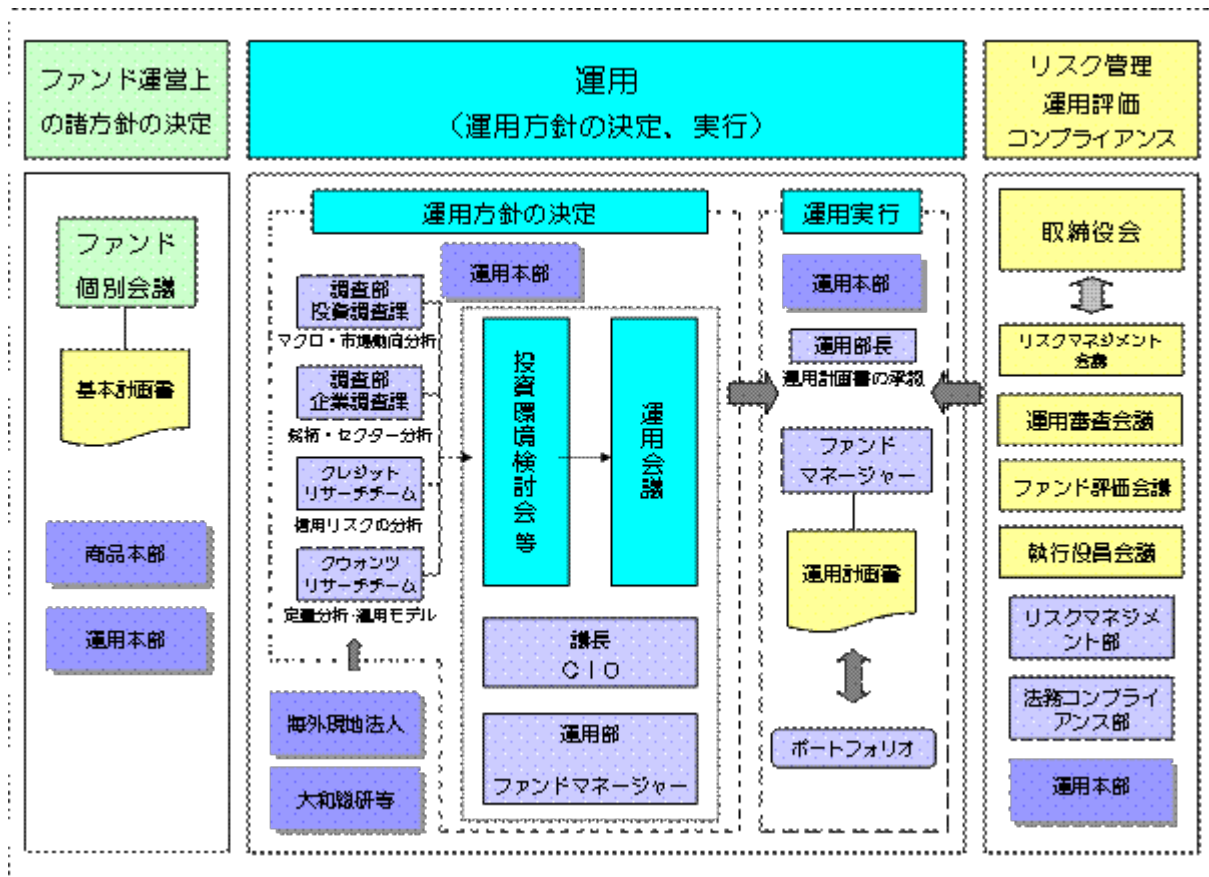 ファンド運営上
の諸方針の決定
運用
（運用方針の決定、実行）
リスク管理
運用評価
コンプライアンス
ファンド
個別会議
基本計画書
商品本部
運用本部
運用方針の決定
運用本部
調査部
投資調査課
マクロ・市場動向分析
調査部
企業調査課
銘柄・セクター分析
クレジット
リサーチチーム
信用リスクの分析
クウォンツ
リサーチチーム
定量分析・運用モデル
海外現地法人
大和総研等
投資環境検討会等
運用会議
議長
CIO
運用部
ファンドマネージャー
運用実行
運用本部
運用部長
運用計画書の承認
ファンド
マネージャー
運用計画書
ポートフォリオ
取締役会
リスクマネジメント
会議
運用審査会議
ファンド評価会議
執行役員会議
リスクマネジメ
ント部
法務コンプライ
アンス部
運用本部